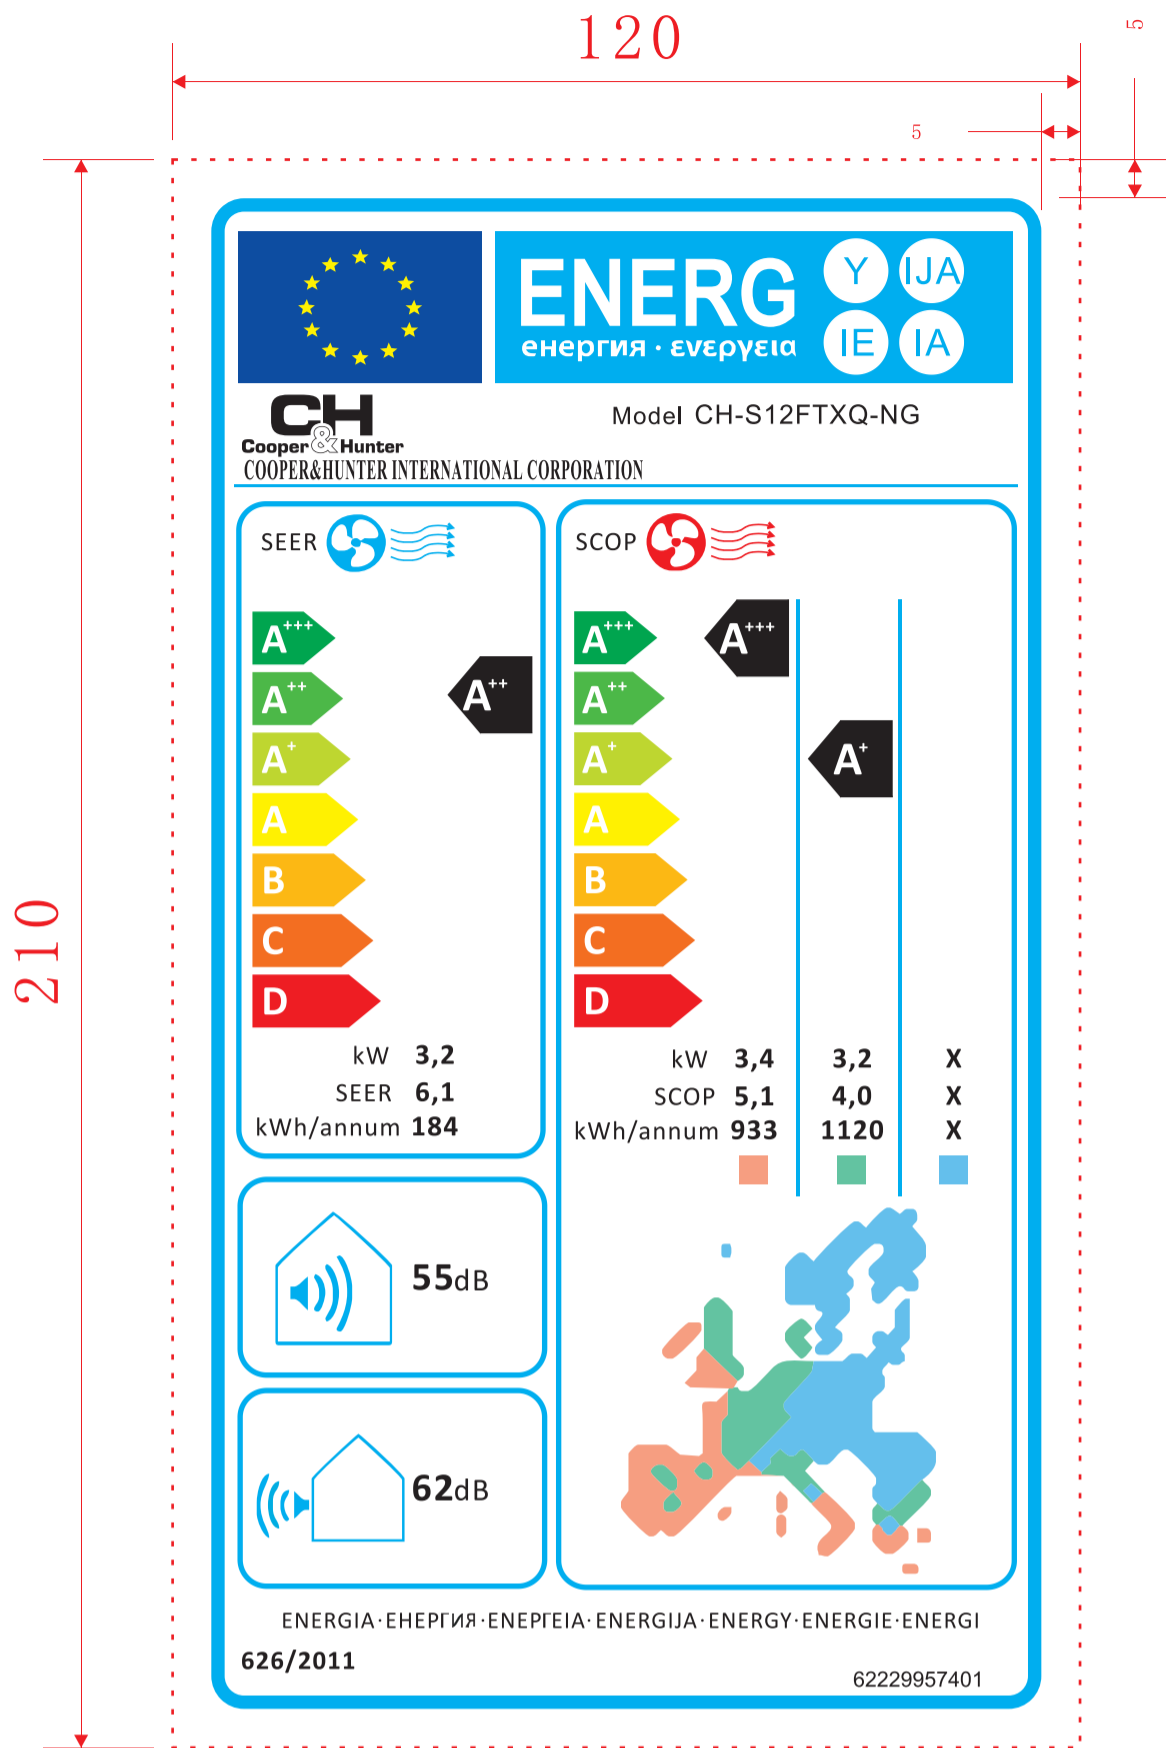 120
5
5
210
ENERG
енергия · ενεργεια
Y IJA
IE IA
CH
Cooper & Hunter
COOPER&HUNTER INTERNATIONAL CORPORATION
Model CH-S12FTXQ-NG
SEER
A+++
A++
A+
A
B
C
D
A++
kW 3,2
SEER 6,1
kWh/annum 184
SCOP
A+++
A++
A+
A
B
C
D
A+++
A+
kW 3,4 3,2 X
SCOP 5,1 4,0 X
kWh/annum 933 1120 X
55dB
62dB
ENERGIA·ЕНЕРГИЯ·ΕΝΕΡΓΕΙΑ·ENERGIJA·ENERGY·ENERGIE·ENERGI
626/2011
62229957401